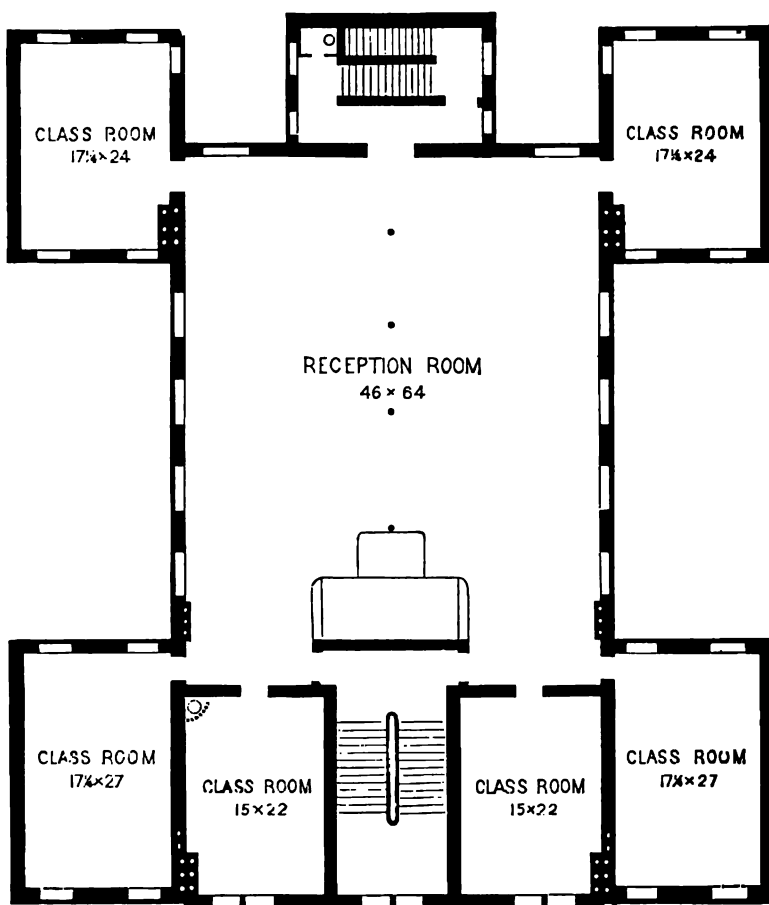 CLASS ROOM
17¼×24
CLASS ROOM
17¼×24
RECEPTION ROOM
46 × 64
CLASS ROOM
17¼×27
CLASS ROOM
15×22
CLASS ROOM
15×22
CLASS ROOM
17¼×27